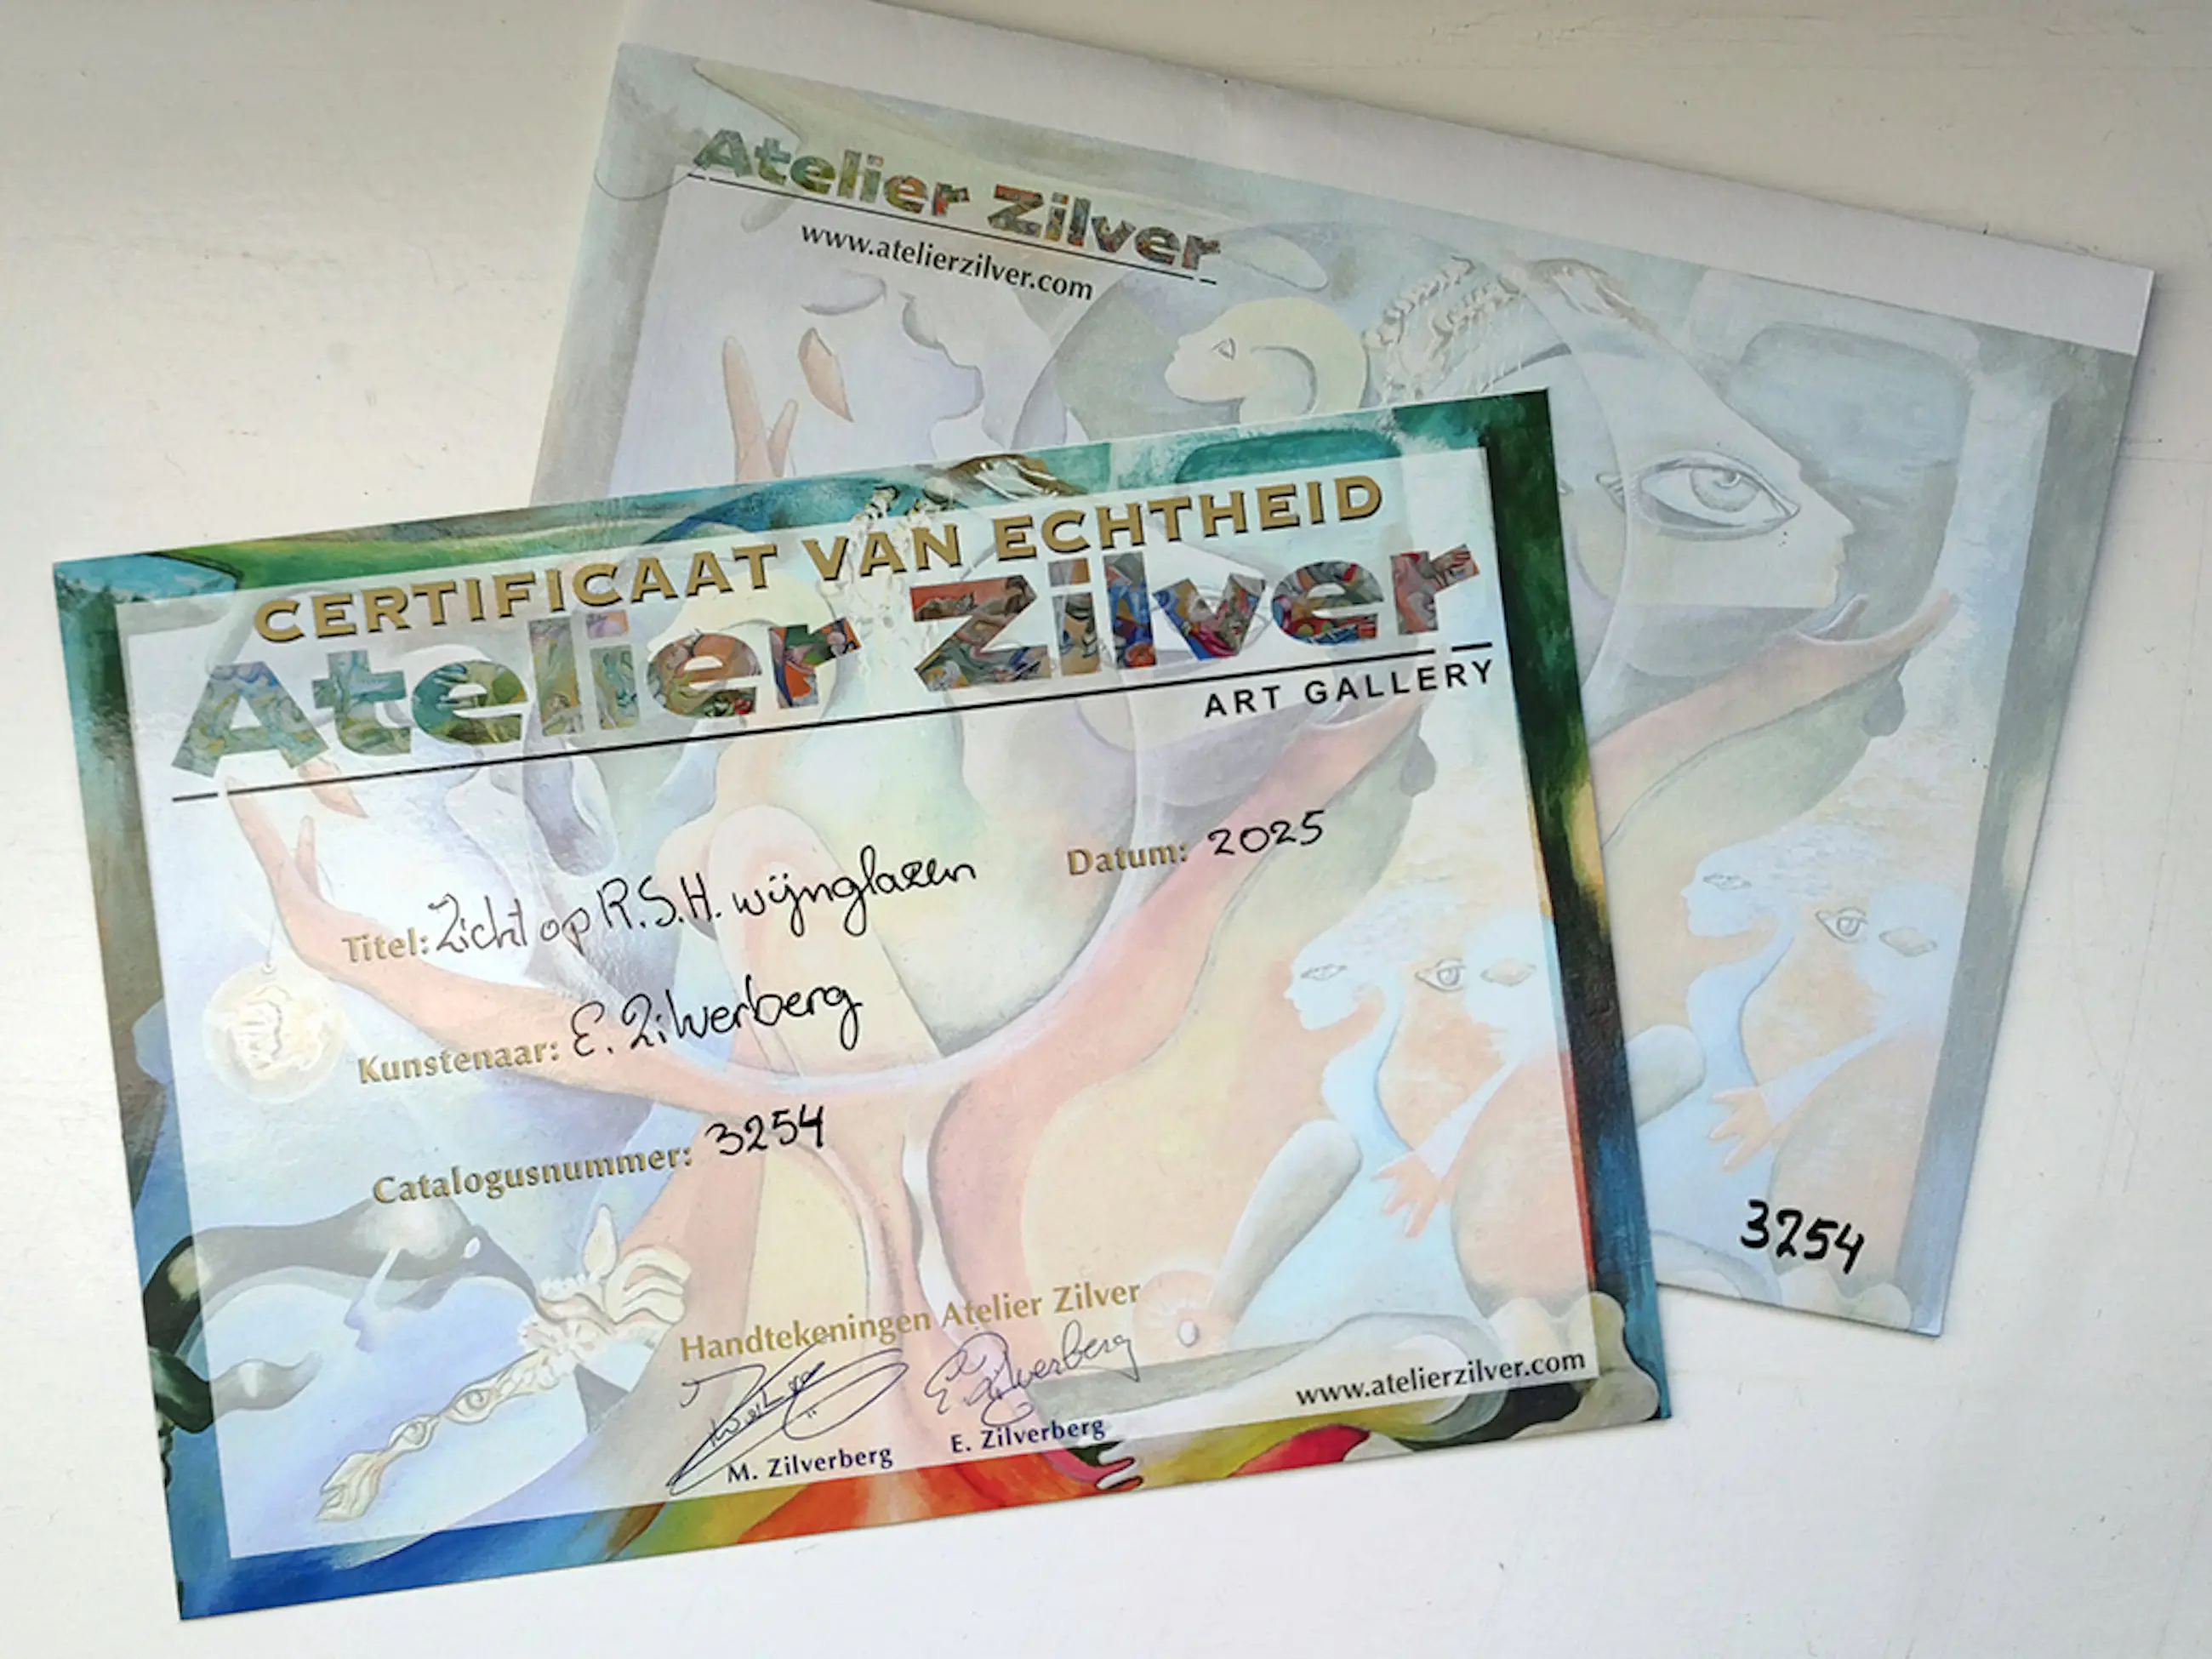 Atelier Zilver
www.atelierzilver.com
CERTIFICAAT VAN ECHTHEID
Atelier Zilver
ART GALLERY
Titel: Zicht op R.S.H. wijnglazen
Datum: 2025
Kunstenaar: E. Zilverberg
Catalogusnummer: 3254
3254
Handtekeningen Atelier Zilver
E. Zilverberg
M. Zilverberg
E. Zilverberg
www.atelierzilver.com